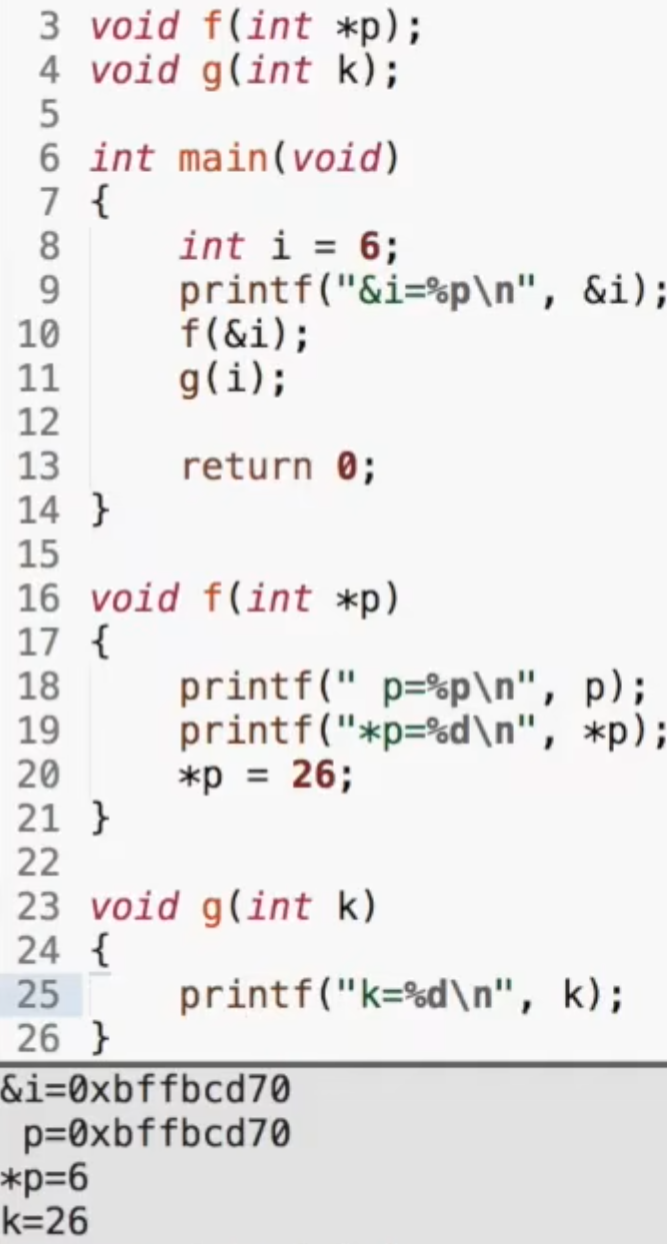 3 void f(int *p);
4 void g(int k);
5
6 int main(void)
7 {
8     int i = 6;
9     printf("&i=%p\n", &i);
10     f(&i);
11     g(i);
12
13     return 0;
14 }
15
16 void f(int *p)
17 {
18     printf(" p=%p\n", p);
19     printf("*p=%d\n", *p);
20     *p = 26;
21 }
22
23 void g(int k)
24 {
25     printf("k=%d\n", k);
26 }
&i=0xbffbcd70
 p=0xbffbcd70
*p=6
k=26